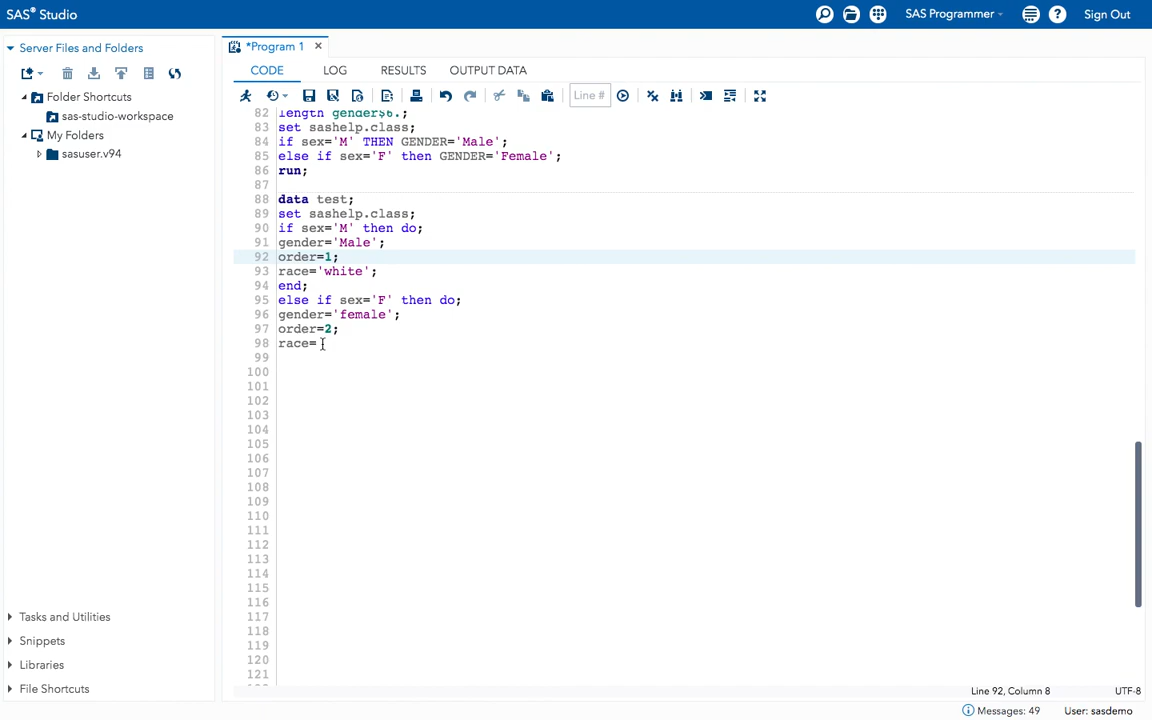 SAS® Studio
SAS Programmer
Sign Out
Server Files and Folders
*Program 1
CODE LOG RESULTS OUTPUT DATA
Line #
Folder Shortcuts
sas-studio-workspace
My Folders
sasuser.v94
82 length gender$6.;
83 set sashelp.class;
84 if sex='M' THEN GENDER='Male';
85 else if sex='F' then GENDER='Female';
86 run;
87
88 data test;
89 set sashelp.class;
90 if sex='M' then do;
91 gender='Male';
92 order=1;
93 race='white';
94 end;
95 else if sex='F' then do;
96 gender='female';
97 order=2;
98 race=
99
100
101
102
103
104
105
106
107
108
109
110
111
112
113
114
115
116
117
118
119
120
121
Tasks and Utilities
Snippets
Libraries
File Shortcuts
Line 92, Column 8
UTF-8
Messages: 49
User: sasdemo